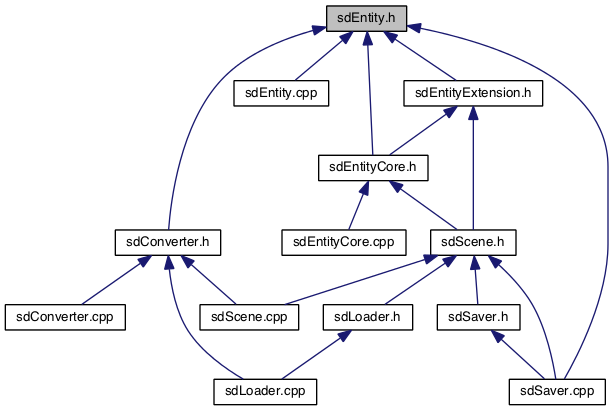 sdEntity.h
sdEntity.cpp
sdEntityExtension.h
sdEntityCore.h
sdConverter.h
sdEntityCore.cpp
sdScene.h
sdConverter.cpp
sdScene.cpp
sdLoader.h
sdSaver.h
sdLoader.cpp
sdSaver.cpp